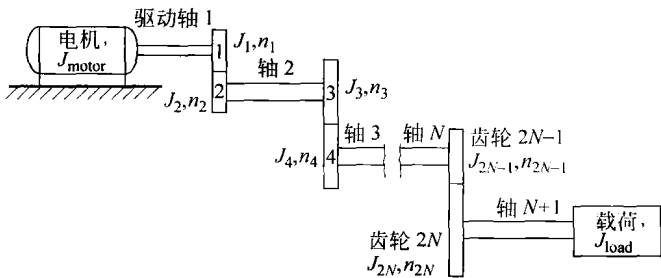 驱动轴 1
电机,
J_motor
1
J_1,n_1
轴 2
2
J_2,n_2
3
J_3,n_3
轴 3
轴 N
齿轮 2N-1
J_{2N-1},n_{2N-1}
J_4,n_4
4
轴 N+1
载荷,
J_load
齿轮 2N
J_{2N},n_{2N}